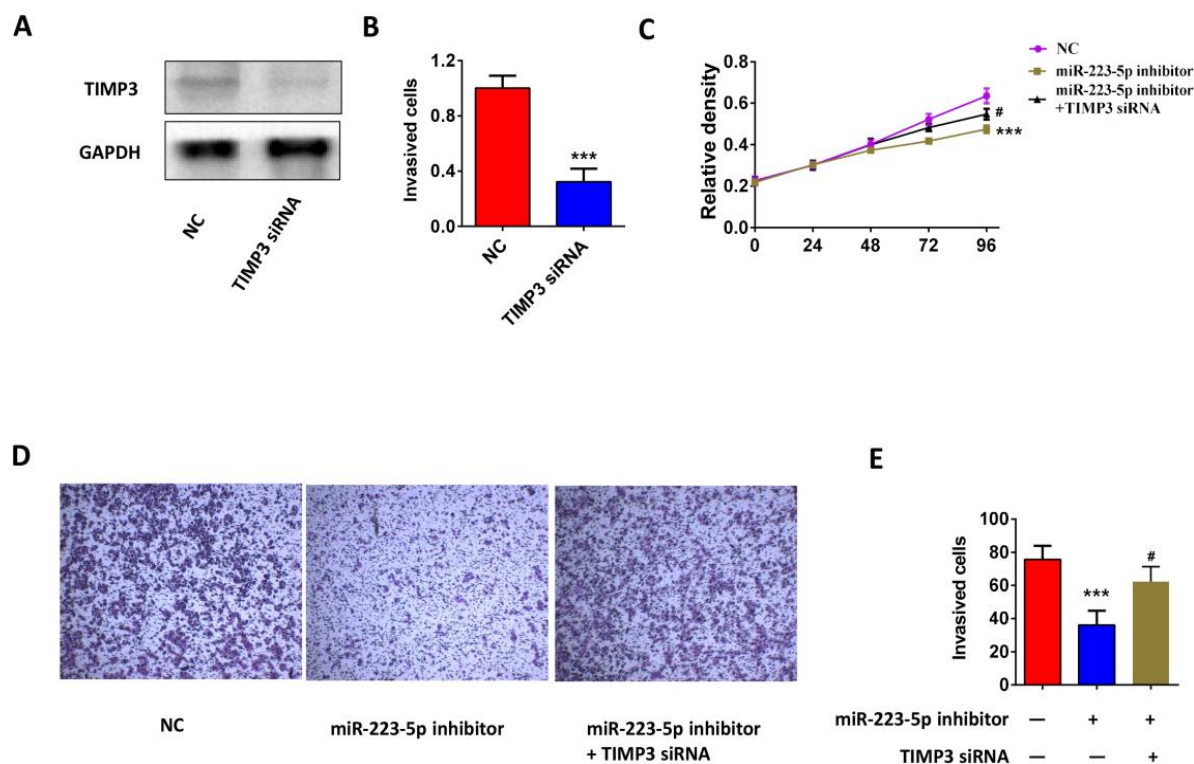 A
TIMP3
GAPDH
NC
TIMP3 siRNA
B
Invasived cells
1.2
0.8
0.4
0.0
***
NC
TIMP3 siRNA
C
Relative density
0.8
0.6
0.4
0.2
0.0
0 24 48 72 96
#
***
NC
miR-223-5p inhibitor
miR-223-5p inhibitor
+TIMP3 siRNA
D
NC
miR-223-5p inhibitor
miR-223-5p inhibitor
+ TIMP3 siRNA
E
Invasived cells
100
80
60
40
20
0
***
#
miR-223-5p inhibitor — + +
TIMP3 siRNA — — +